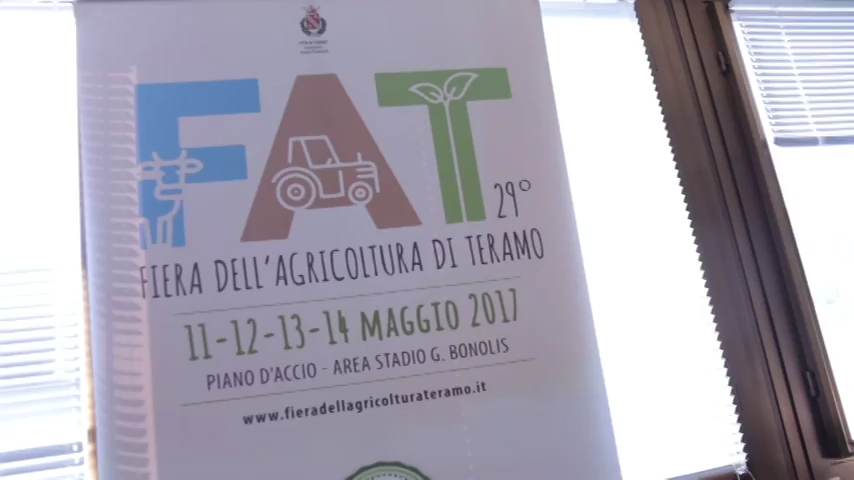 FAT
29°
FIERA DELL'AGRICOLTURA DI TERAMO
11-12-13-14 MAGGIO 2017
PIANO D'ACCIO - AREA STADIO G. BONOLIS
www.fieradellagricolturateramo.it